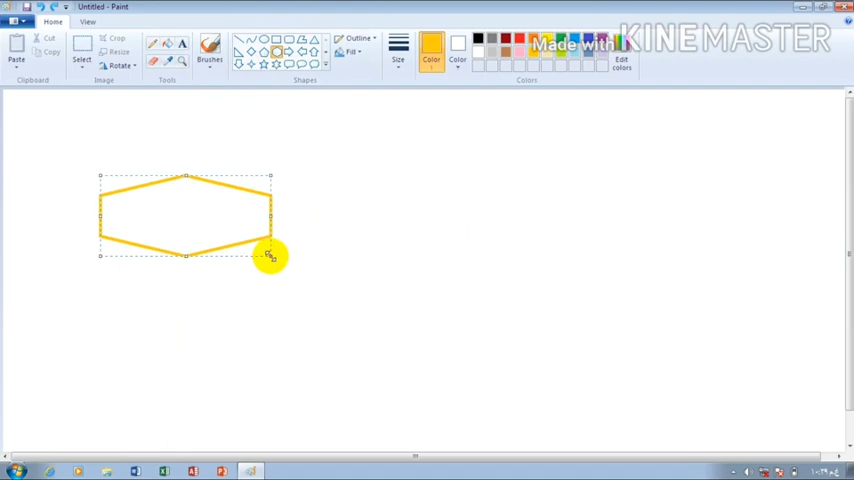 Untitled - Paint
Home
View
Paste
Cut
Copy
Clipboard
Select
Crop
Resize
Rotate
Image
A
Tools
Brushes
Shapes
Outline
Fill
Size
Color
Color
Edit
colors
Colors
Made with KINEMASTER